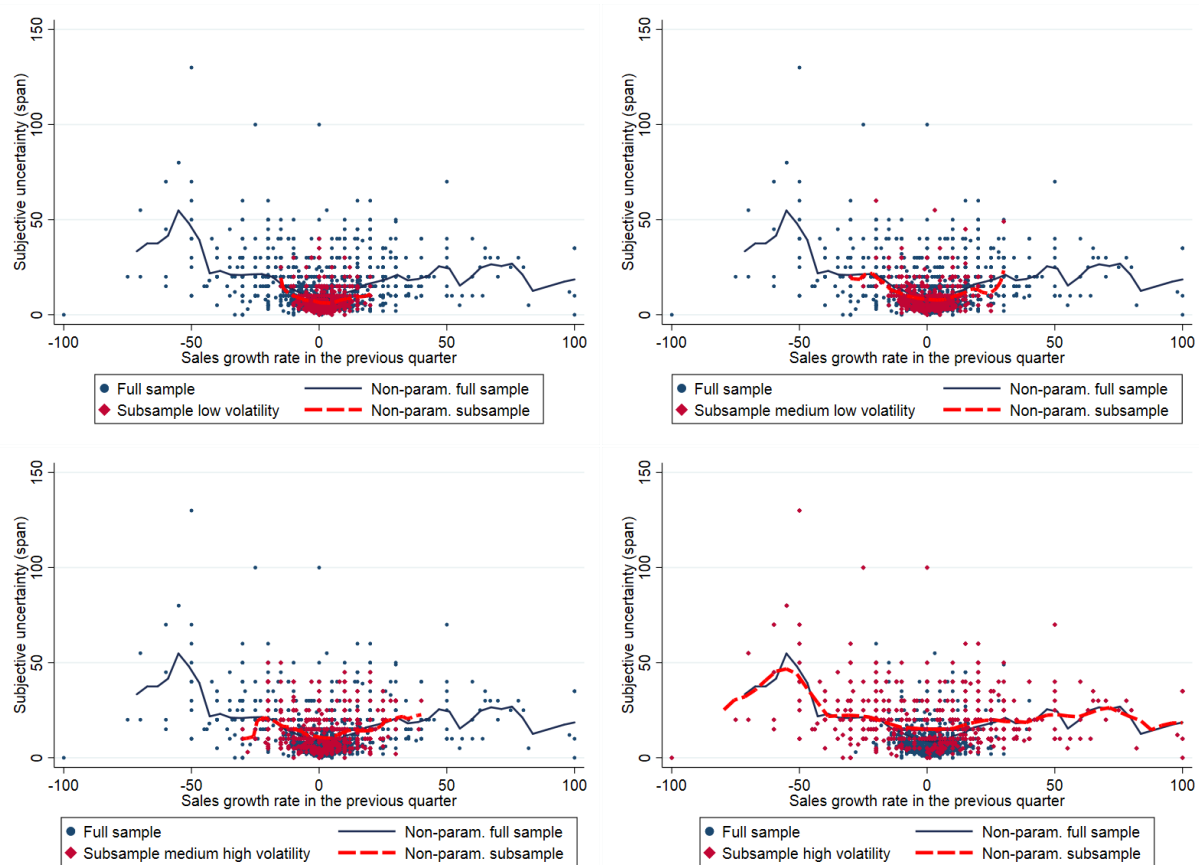 150
100
50
0
Subjective uncertainty (span)
-100 -50 0 50 100
Sales growth rate in the previous quarter
Full sample Non-param. full sample
Subsample low volatility Non-param. subsample
150
100
50
0
Subjective uncertainty (span)
-100 -50 0 50 100
Sales growth rate in the previous quarter
Full sample Non-param. full sample
Subsample medium low volatility Non-param. subsample
150
100
50
0
Subjective uncertainty (span)
-100 -50 0 50 100
Sales growth rate in the previous quarter
Full sample Non-param. full sample
Subsample medium high volatility Non-param. subsample
150
100
50
0
Subjective uncertainty (span)
-100 -50 0 50 100
Sales growth rate in the previous quarter
Full sample Non-param. full sample
Subsample high volatility Non-param. subsample